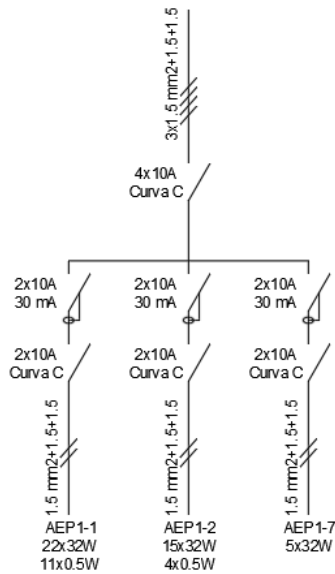 3x1.5 mm2+1.5+1.5
4x10A
Curva C
2x10A
30 mA
2x10A
30 mA
2x10A
30 mA
2x10A
Curva C
2x10A
Curva C
2x10A
Curva C
1.5 mm2+1.5+1.5
1.5 mm2+1.5+1.5
1.5 mm2+1.5+1.5
AEP1-1
22x32W
11x0.5W
AEP1-2
15x32W
4x0.5W
AEP1-7
5x32W